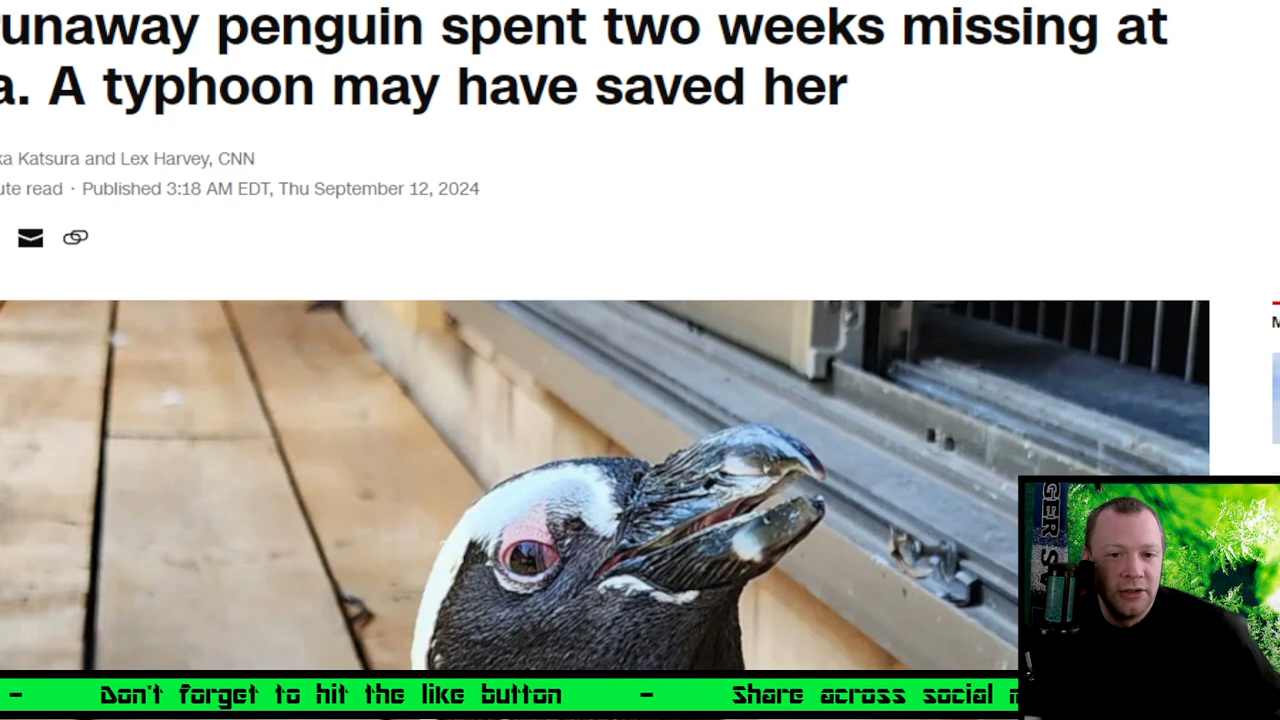 unaway penguin spent two weeks missing at
a. A typhoon may have saved her
ka Katsura and Lex Harvey, CNN
ute read · Published 3:18 AM EDT, Thu September 12, 2024
M
GER S
- Don't forget to hit the like button - Share across social